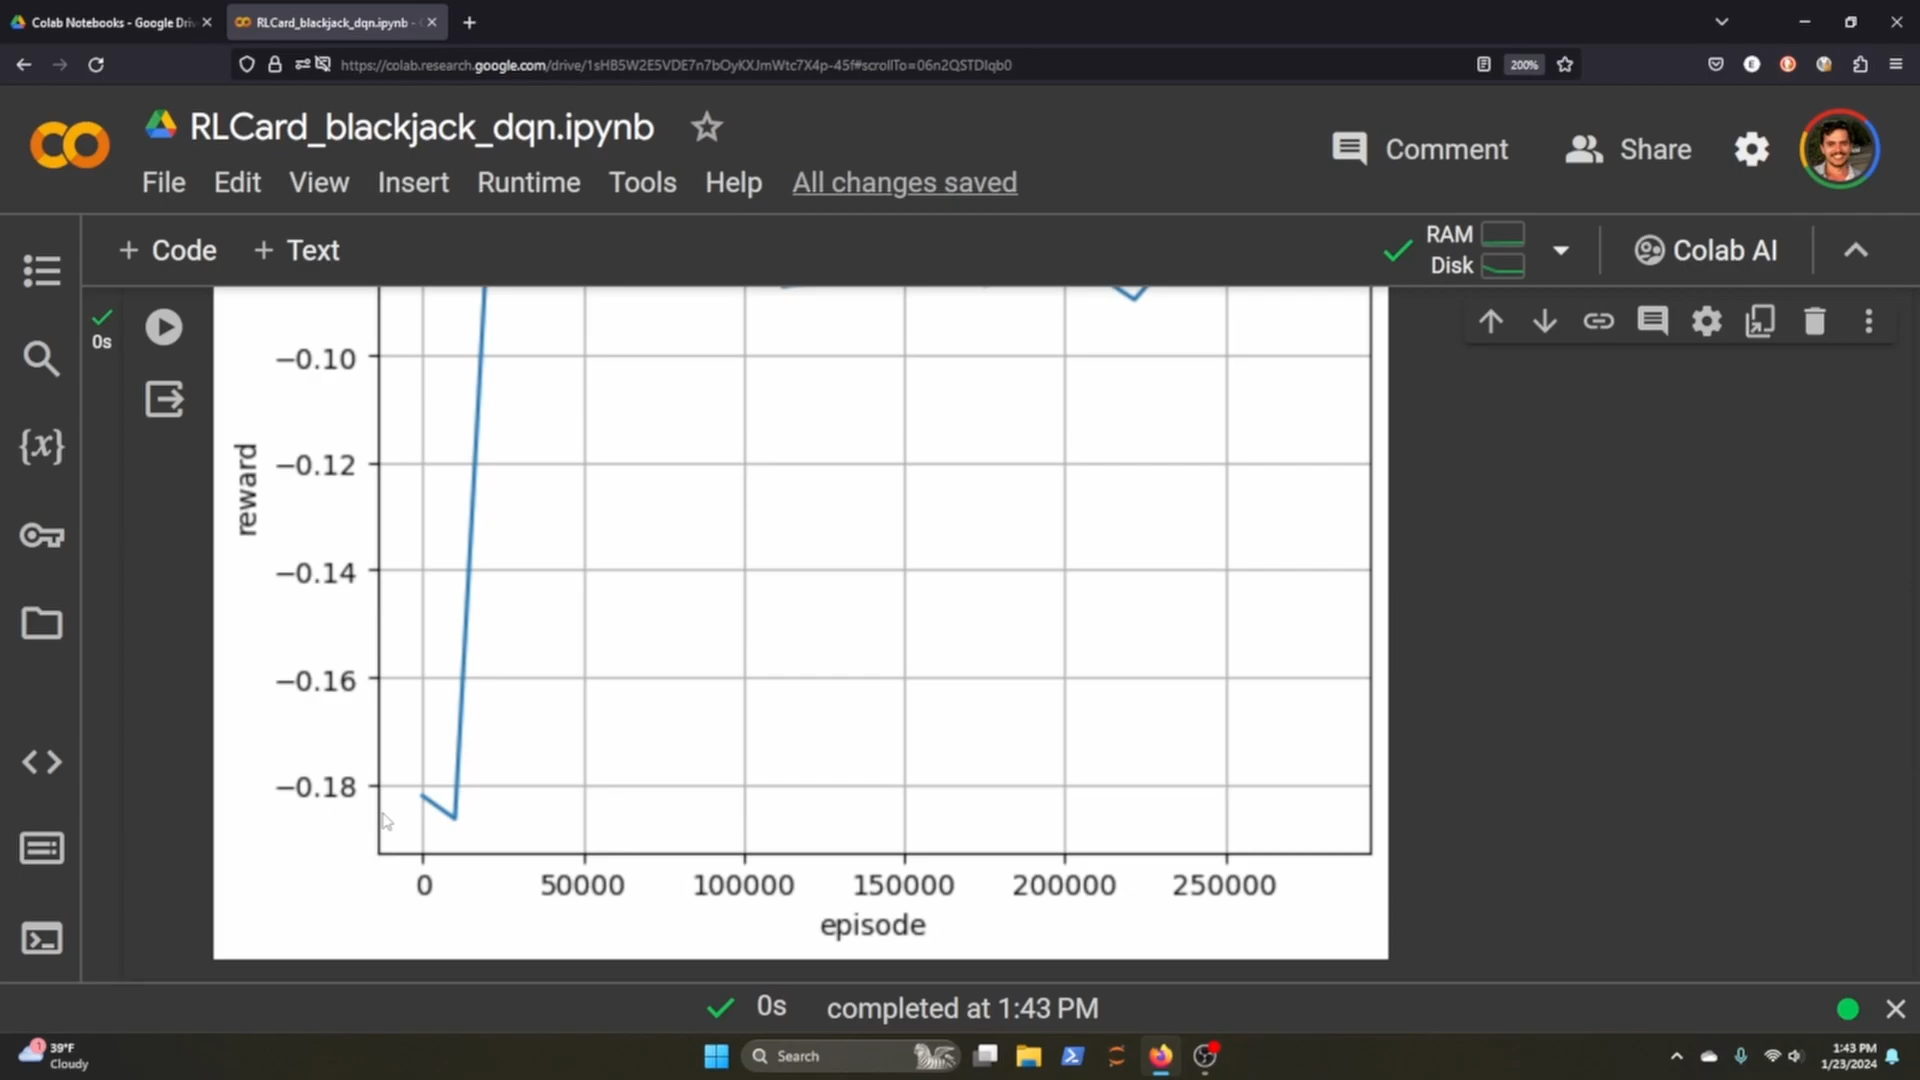 Colab Notebooks - Google Driv
RLCard_blackjack_dqn.ipynb -
https://colab.research.google.com/drive/1sHB5W2E5VDE7n7bOyKXJmWtc7X4p-45f#scrollTo=06n2QSTDIqb0
200%
RLCard_blackjack_dqn.ipynb
Comment
Share
File Edit View Insert Runtime Tools Help All changes saved
+ Code + Text
RAM
Disk
Colab AI
0s
{x}
reward
−0.10
−0.12
−0.14
−0.16
−0.18
0 50000 100000 150000 200000 250000
episode
0s completed at 1:43 PM
1
39°F
Cloudy
Search
1:43 PM
1/23/2024